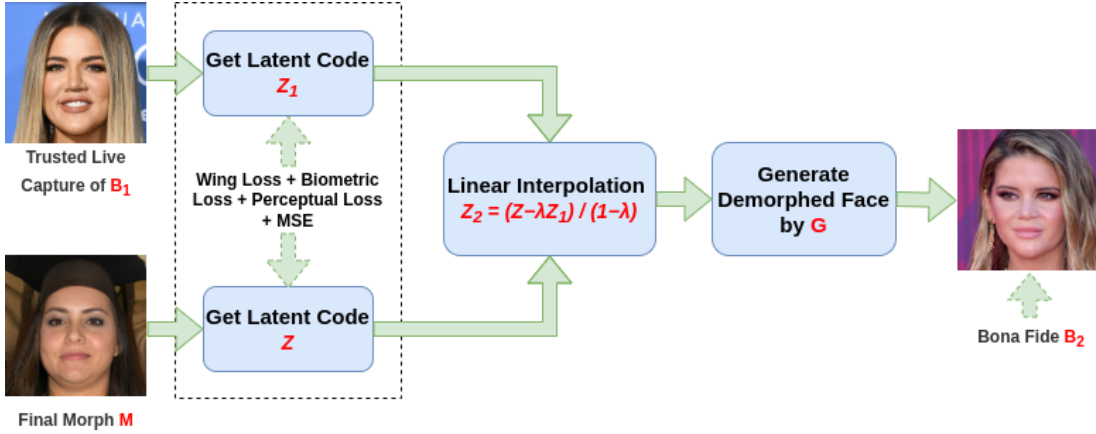 Trusted Live
Capture of B₁
Get Latent Code
Z₁
Wing Loss + Biometric
Loss + Perceptual Loss
+ MSE
Get Latent Code
Z
Final Morph M
Linear Interpolation
Z₂ = (Z−λZ₁) / (1−λ)
Generate
Demorphed Face
by G
Bona Fide B₂